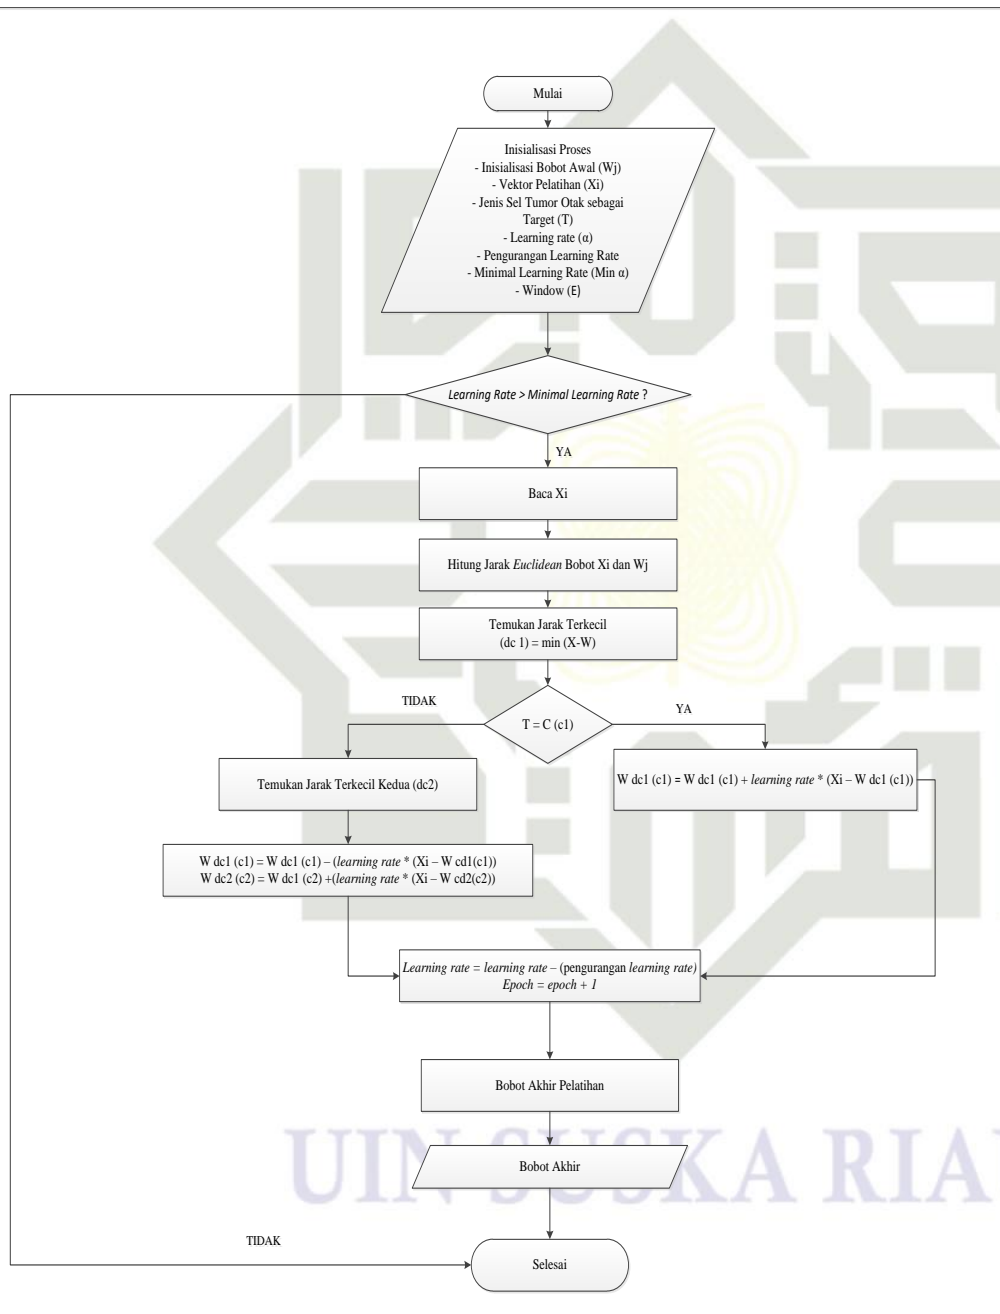 Mulai
Inisialisasi Proses
- Inisialisasi Bobot Awal (Wj)
- Vektor Pelatihan (Xi)
- Jenis Sel Tumor Otak sebagai
Target (T)
- Learning rate (α)
- Pengurangan Learning Rate
- Minimal Learning Rate (Min α)
- Window (Ɛ)
Learning Rate > Minimal Learning Rate ?
YA
Baca Xi
Hitung Jarak Euclidean Bobot Xi dan Wj
Temukan Jarak Terkecil
(dc 1) = min (X-W)
TIDAK
T = C (c1)
YA
Temukan Jarak Terkecil Kedua (dc2)
W dc1 (c1) = W dc1 (c1) + learning rate * (Xi – W dc1 (c1))
W dc1 (c1) = W dc1 (c1) – (learning rate * (Xi – W cd1(c1))
W dc2 (c2) = W dc1 (c2) +(learning rate * (Xi – W cd2(c2))
Learning rate = learning rate – (pengurangan learning rate)
Epoch = epoch + 1
Bobot Akhir Pelatihan
Bobot Akhir
UIN SUSKA RIA
TIDAK
Selesai